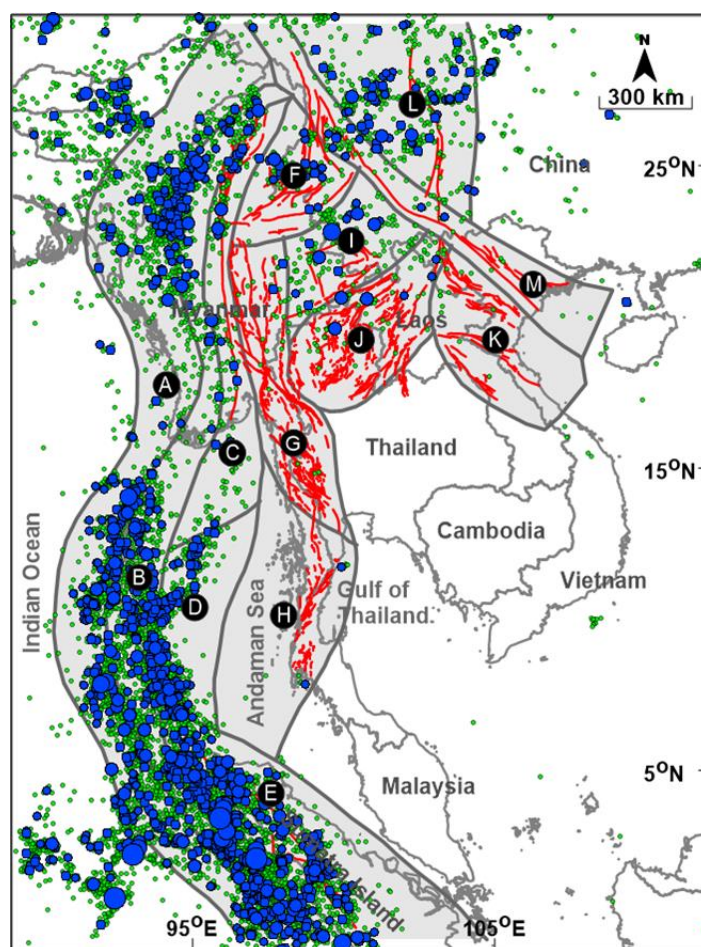 N
300 km
L
China
25°N
F
I
M
Myanmar
Laos
J
K
A
G
C
Thailand
15°N
Cambodia
B
Vietnam
D
Gulf of
Thailand.
H
Indian Ocean
Andaman Sea
5°N
Malaysia
E
Island
95°E
105°E